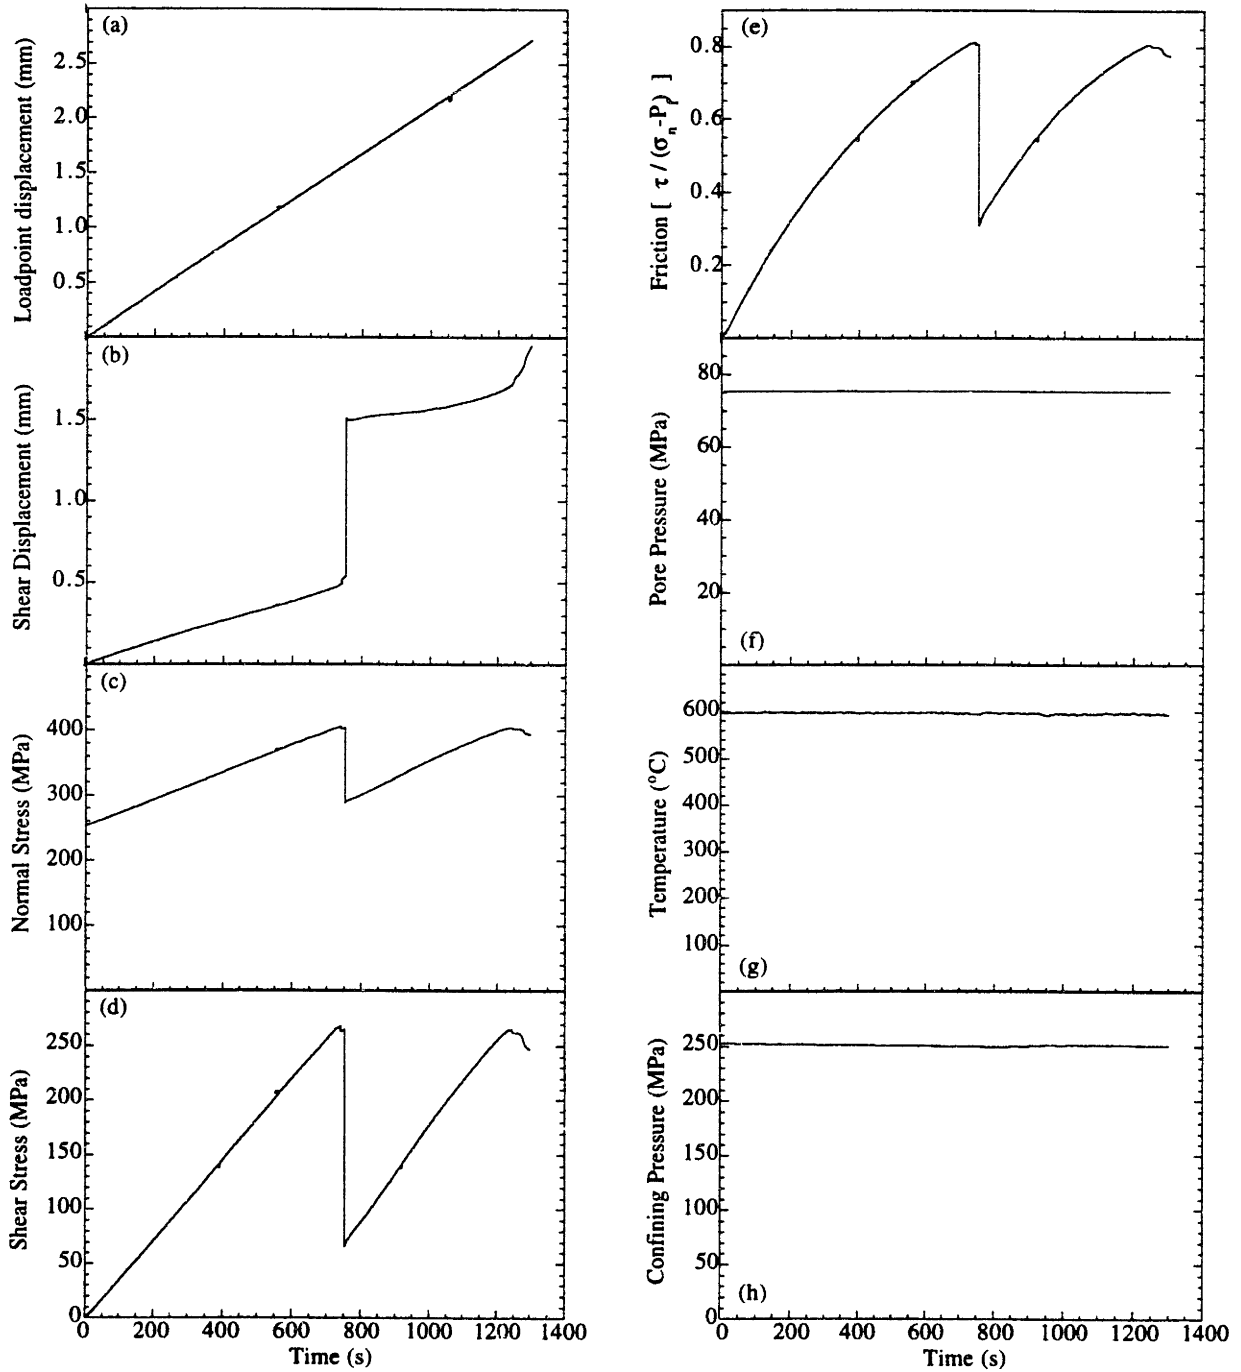 (a)
Loadpoint displacement (mm)
2.5
2.0
1.5
1.0
0.5
(b)
Shear Displacement (mm)
1.5
1.0
0.5
(c)
Normal Stress (MPa)
400
300
200
100
(d)
Shear Stress (MPa)
250
200
150
100
50
0
0 200 400 600 800 1000 1200 1400
Time (s)
(e)
Friction [ τ / (σn-Pf) ]
0.8
0.6
0.4
0.2
Pore Pressure (MPa)
80
60
40
20
(f)
Temperature (°C)
600
500
400
300
200
100
(g)
Confining Pressure (MPa)
250
200
150
100
50
0
(h)
0 200 400 600 800 1000 1200 1400
Time (s)